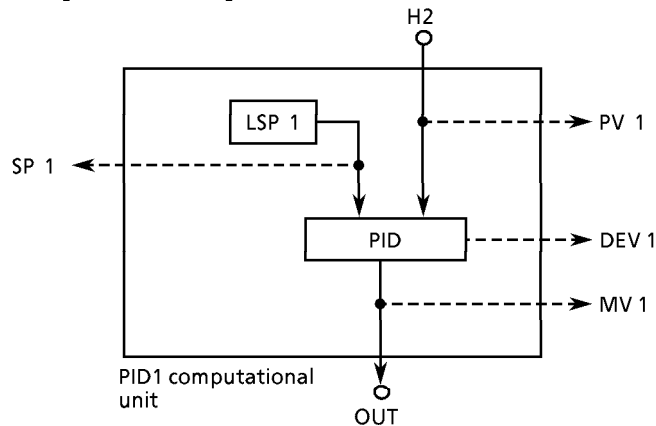 H2
LSP 1
PV 1
SP 1
PID
DEV 1
MV 1
PID1 computational
unit
OUT